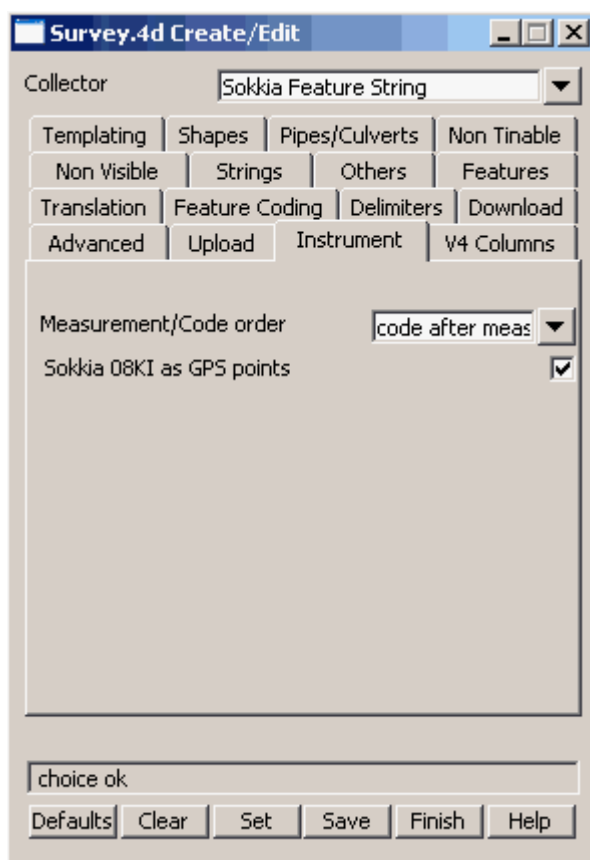 Survey.4d Create/Edit
Collector Sokkia Feature String
Templating Shapes Pipes/Culverts Non Tinable
Non Visible Strings Others Features
Translation Feature Coding Delimiters Download
Advanced Upload Instrument V4 Columns
Measurement/Code order code after meas
Sokkia 08KI as GPS points
choice ok
Defaults Clear Set Save Finish Help